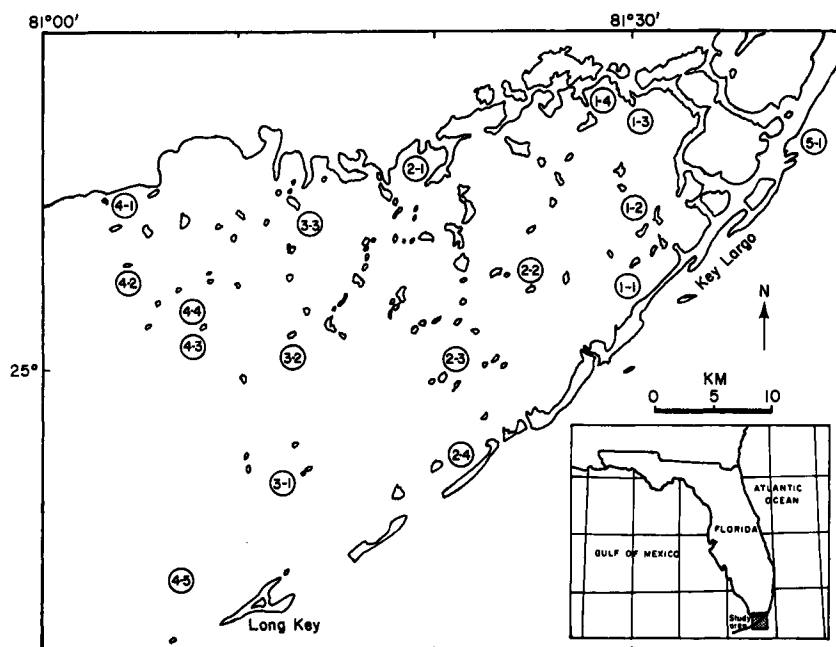 81°00'
81°30'
1-4
1-3
5-1
2-1
4-1
3-3
1-2
4-2
2-2
1-1
Key Largo
N
4-4
4-3
3-2
2-3
25°
KM
0 5 10
2-4
3-1
4-5
Long Key
ATLANTIC
OCEAN
FLORIDA
GULF OF MEXICO
Study
area